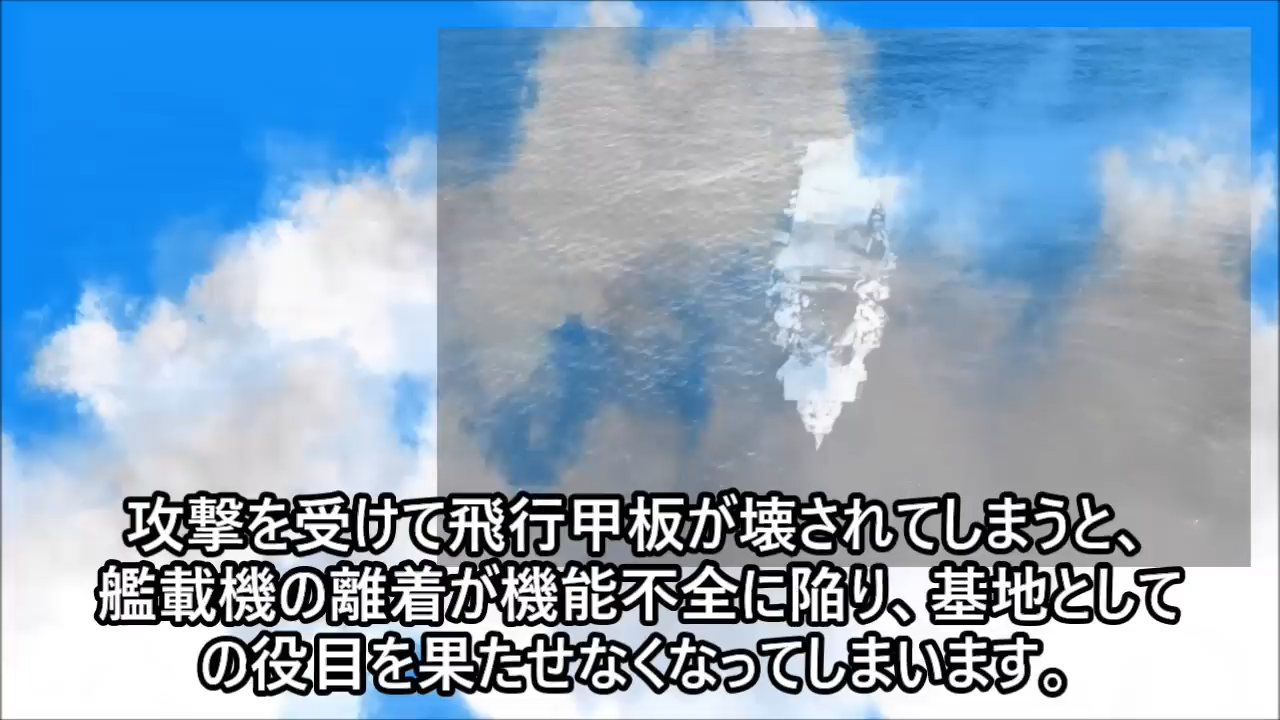 攻撃を受けて飛行甲板が壊されてしまうと、
艦載機の離着が機能不全に陥り、基地として
の役目を果たせなくなってしまいます。